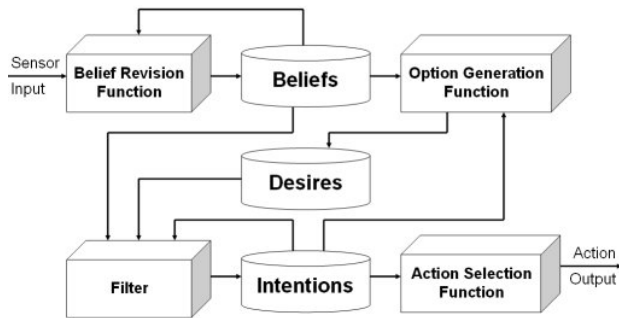 Sensor
Input
Belief Revision
Function
Beliefs
Option Generation
Function
Desires
Filter
Intentions
Action Selection
Function
Action
Output